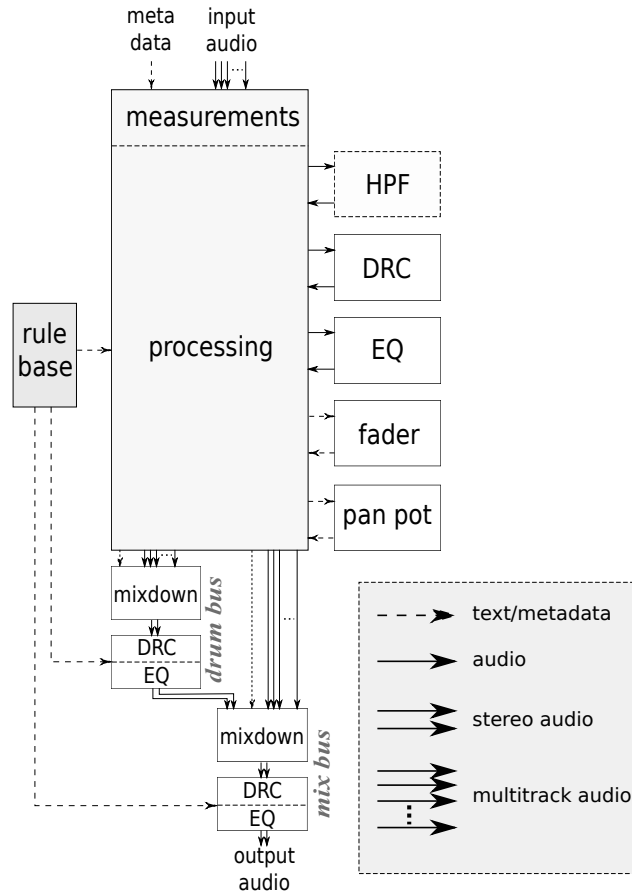 meta
data
input
audio
measurements
processing
HPF
DRC
EQ
fader
pan pot
rule
base
mixdown
DRC
EQ
drum bus
mixdown
DRC
EQ
mix bus
output
audio
text/metadata
audio
stereo audio
multitrack audio